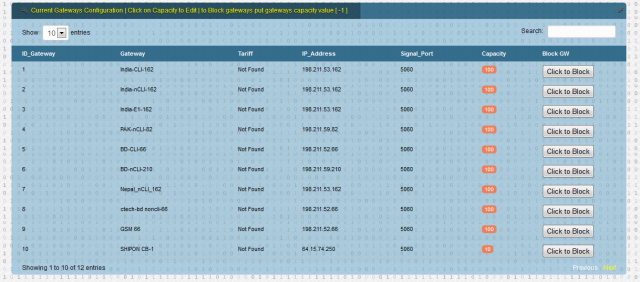 Current Gateways Configuration | Click on Capacity to Edit | to Block gateways put gateways capacity value [ -1 ]
Show 10 entries Search:
ID_Gateway Gateway Tariff IP_Address Signal_Port Capacity Block GW
1 India-CLI-162 Not Found 198.211.53.162 5060 100 Click to Block
2 India-nCLI-162 Not Found 198.211.53.162 5060 100 Click to Block
3 India-E1-162 Not Found 198.211.53.162 5060 100 Click to Block
4 PAK-nCLI-82 Not Found 198.211.59.82 5060 100 Click to Block
5 BD-CLI-66 Not Found 198.211.52.66 5060 100 Click to Block
6 BD-nCLI-210 Not Found 198.211.59.210 5060 100 Click to Block
7 Nepal_nCLI_162 Not Found 198.211.53.162 5060 100 Click to Block
8 ctech-bd noncli-66 Not Found 198.211.52.66 5060 100 Click to Block
9 GSM 66 Not Found 198.211.52.66 5060 100 Click to Block
10 SHIPON CB-1 Not Found 64.15.74.250 5060 10 Click to Block
Showing 1 to 10 of 12 entries Previous Next